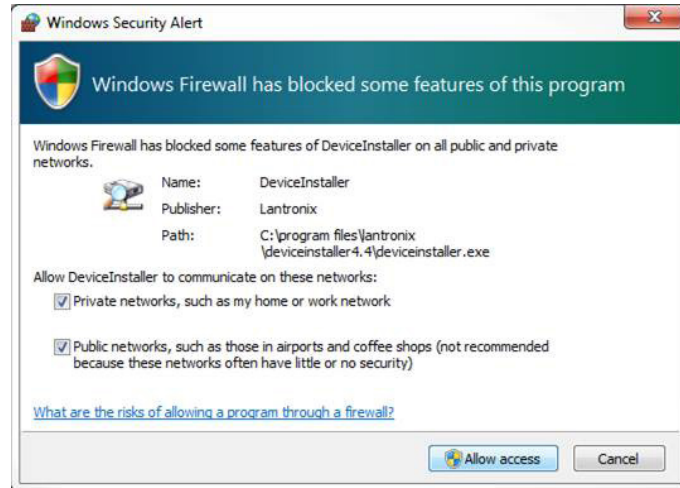 Windows Security Alert
Windows Firewall has blocked some features of this program
Windows Firewall has blocked some features of DeviceInstaller on all public and private
networks.
Name: DeviceInstaller
Publisher: Lantronix
Path: C:\program files\lantronix
\deviceinstaller4.4\deviceinstaller.exe
Allow DeviceInstaller to communicate on these networks:
Private networks, such as my home or work network
Public networks, such as those in airports and coffee shops (not recommended
because these networks often have little or no security)
What are the risks of allowing a program through a firewall?
Allow access Cancel